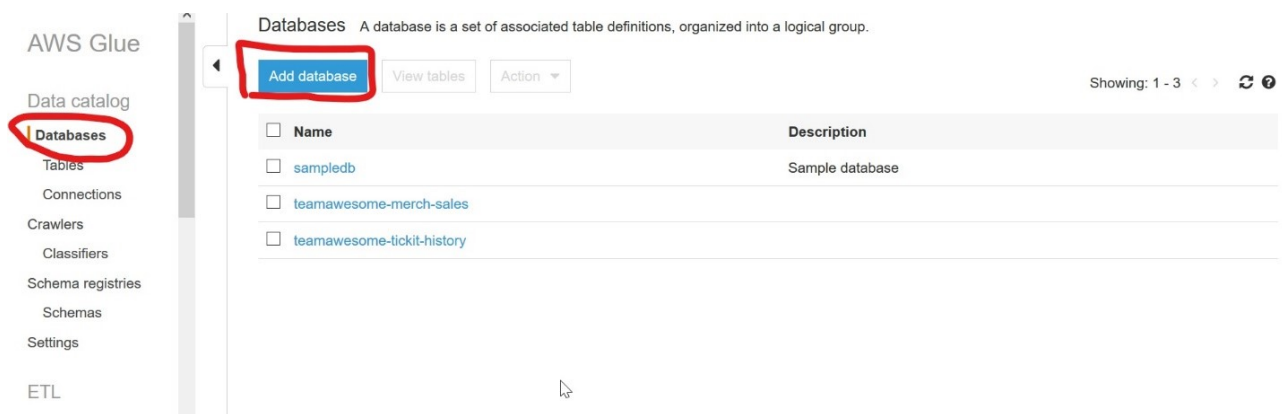 AWS Glue
Data catalog
Databases
Tables
Connections
Crawlers
Classifiers
Schema registries
Schemas
Settings
ETL
Databases A database is a set of associated table definitions, organized into a logical group.
Add database View tables Action
Showing: 1 - 3 < >
Name Description
sampledb Sample database
teamawesome-merch-sales
teamawesome-tickit-history